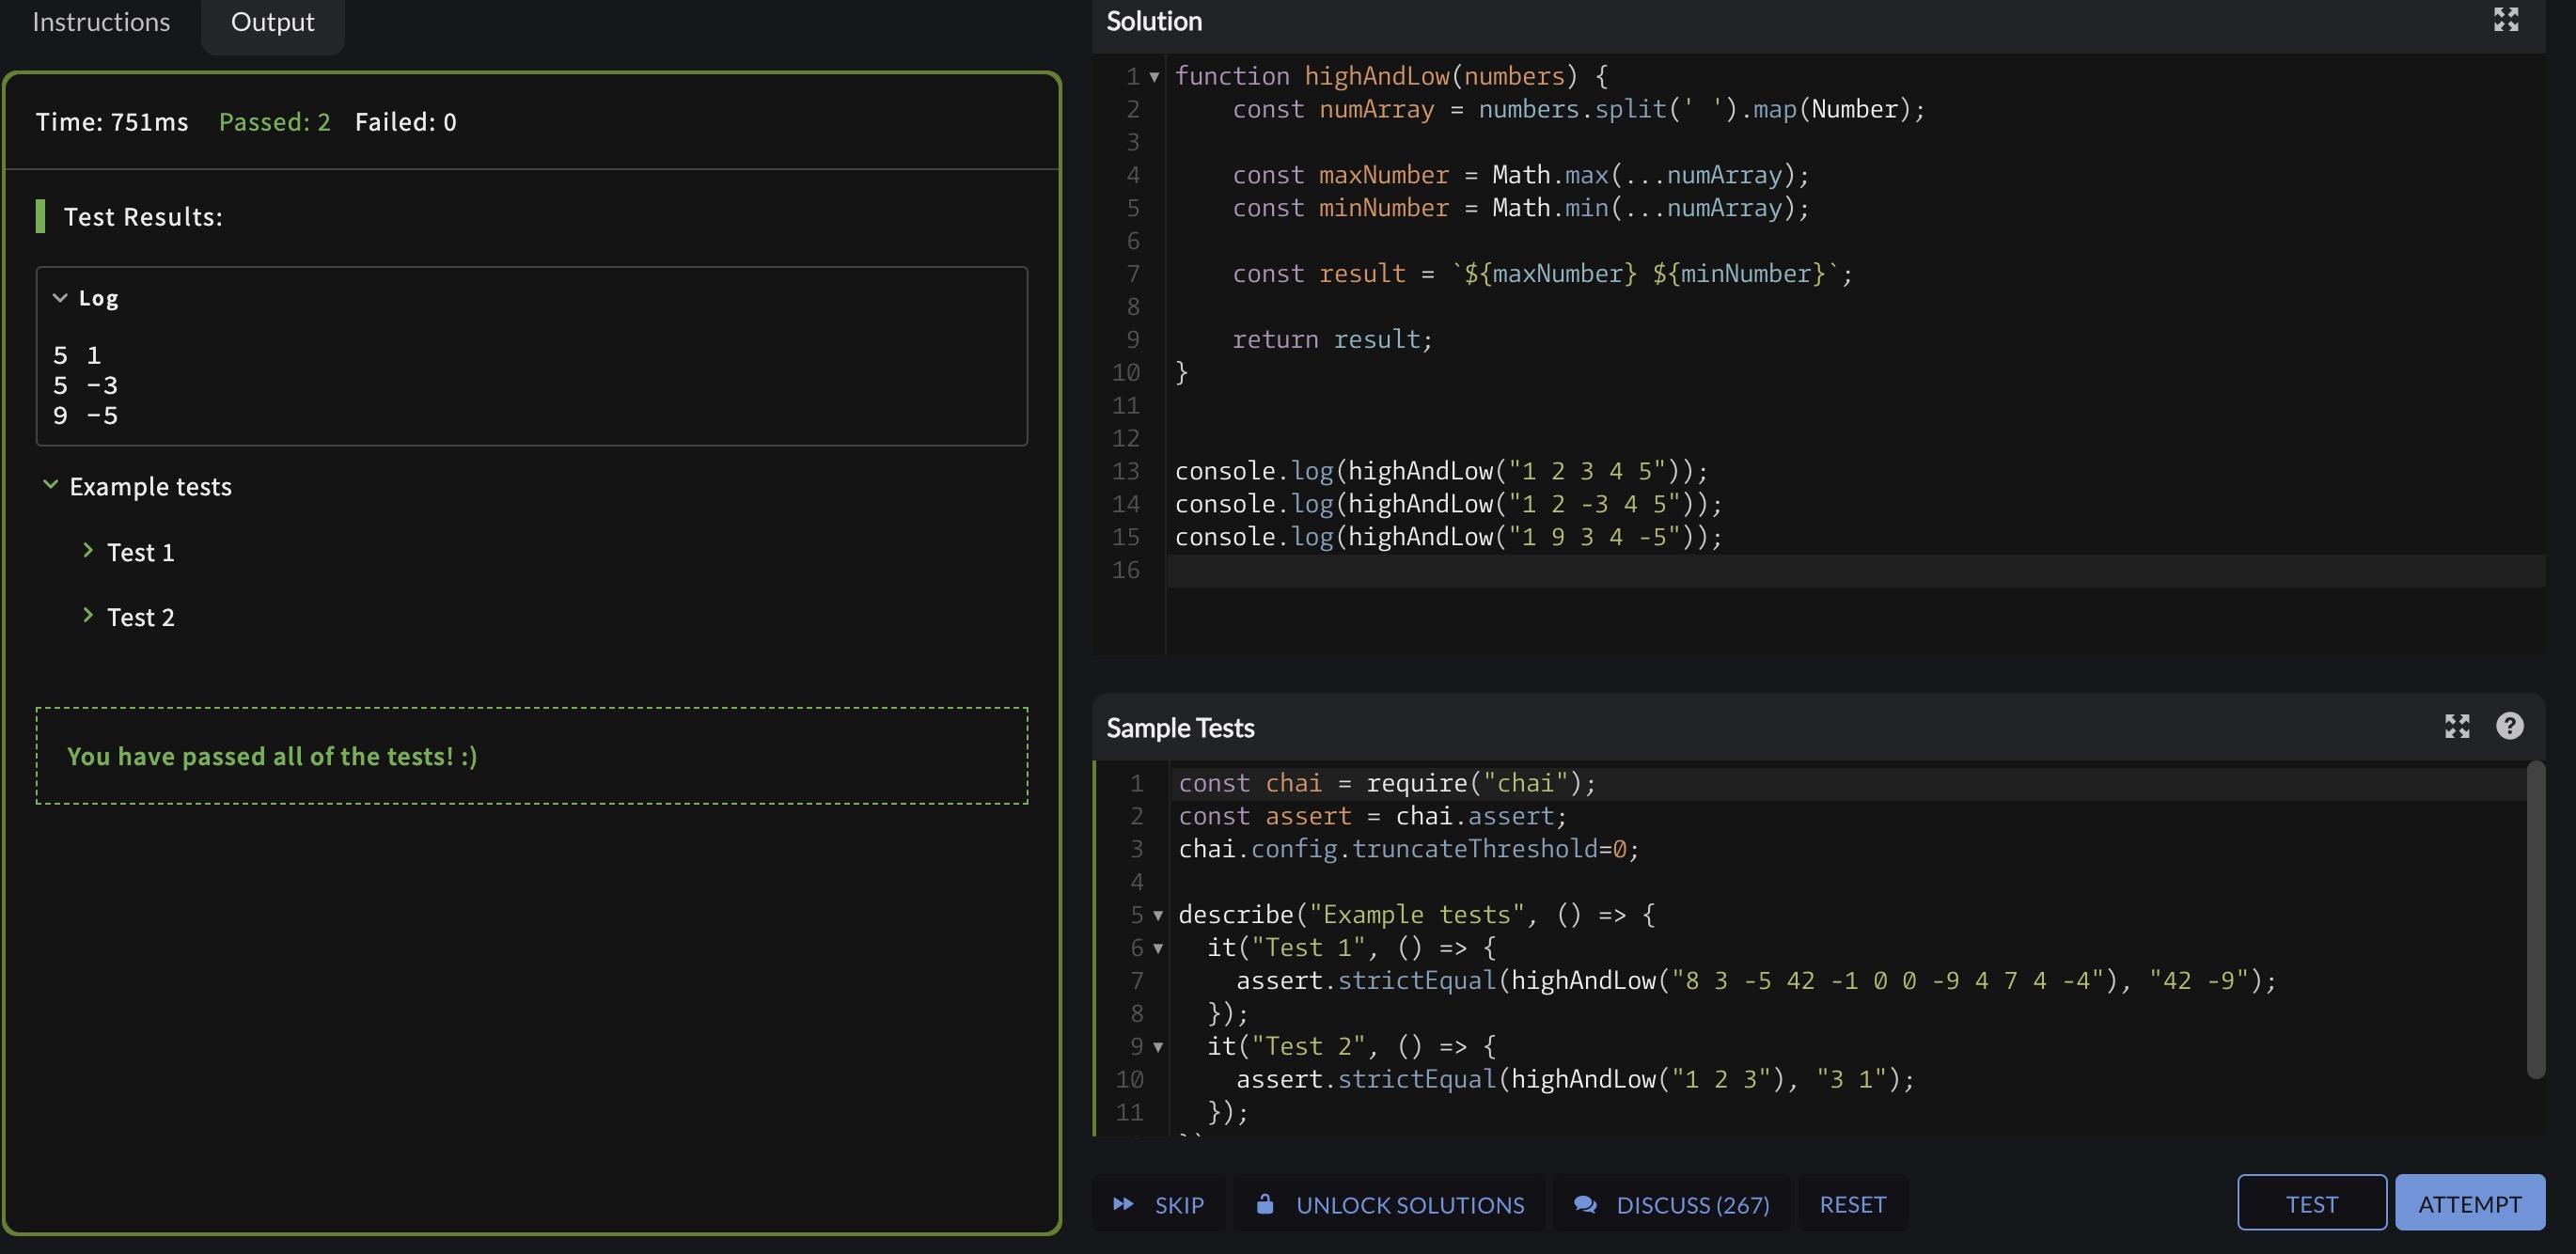 Instructions
Output
Time: 751ms Passed: 2 Failed: 0
Test Results:
Log
5 1
5 -3
9 -5
Example tests
Test 1
Test 2
You have passed all of the tests! :)
Solution
1 function highAndLow(numbers) {
2     const numArray = numbers.split(' ').map(Number);
3
4     const maxNumber = Math.max(...numArray);
5     const minNumber = Math.min(...numArray);
6
7     const result = `${maxNumber} ${minNumber}`;
8
9     return result;
10 }
11
12
13 console.log(highAndLow("1 2 3 4 5"));
14 console.log(highAndLow("1 2 -3 4 5"));
15 console.log(highAndLow("1 9 3 4 -5"));
16
Sample Tests
?
1 const chai = require("chai");
2 const assert = chai.assert;
3 chai.config.truncateThreshold=0;
4
5 describe("Example tests", () => {
6   it("Test 1", () => {
7     assert.strictEqual(highAndLow("8 3 -5 42 -1 0 0 -9 4 7 4 -4"), "42 -9");
8   });
9   it("Test 2", () => {
10     assert.strictEqual(highAndLow("1 2 3"), "3 1");
11   });
SKIP
UNLOCK SOLUTIONS
DISCUSS (267)
RESET
TEST
ATTEMPT